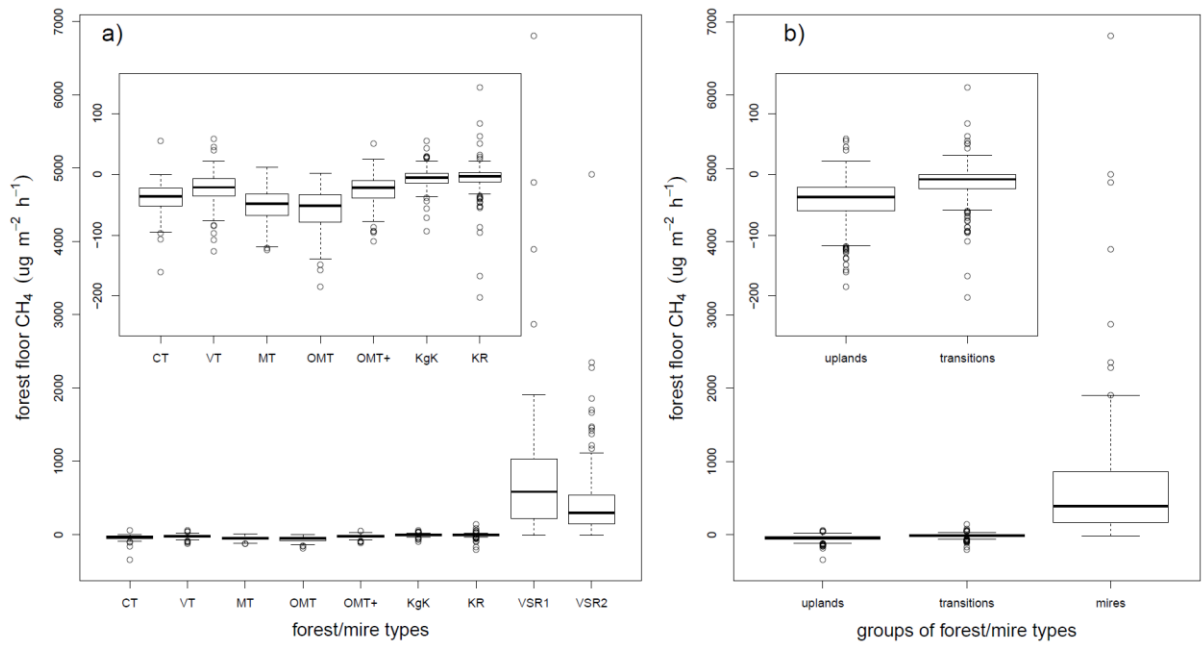 a)
forest floor CH₄ (ug m⁻² h⁻¹)
7000
6000
5000
4000
3000
2000
1000
0
100
0
−100
−200
CT VT MT OMT OMT+ KgK KR
CT VT MT OMT OMT+ KgK KR VSR1 VSR2
forest/mire types
b)
forest floor CH₄ (ug m⁻² h⁻¹)
7000
6000
5000
4000
3000
2000
1000
0
100
0
−100
−200
uplands transitions
uplands transitions mires
groups of forest/mire types